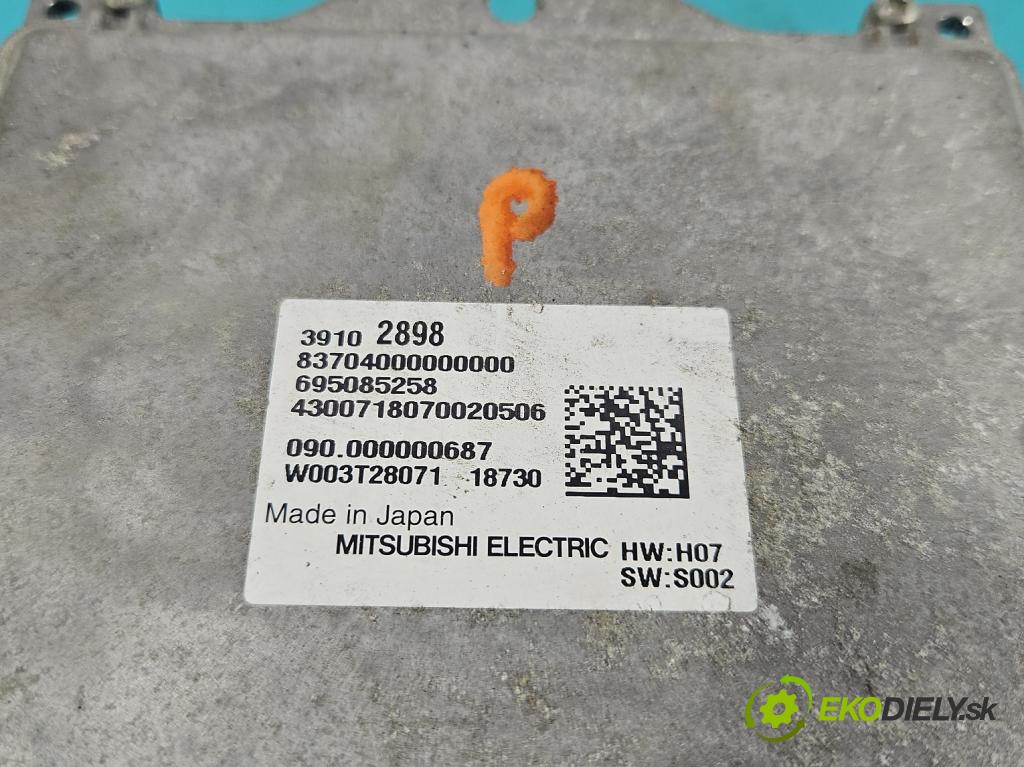 P
3910 2898
83704000000000
695085258
4300718070020506
090.000000687
W003T28071 18730
Made in Japan
MITSUBISHI ELECTRIC HW:H07
SW:S002
EKODIELY.sk